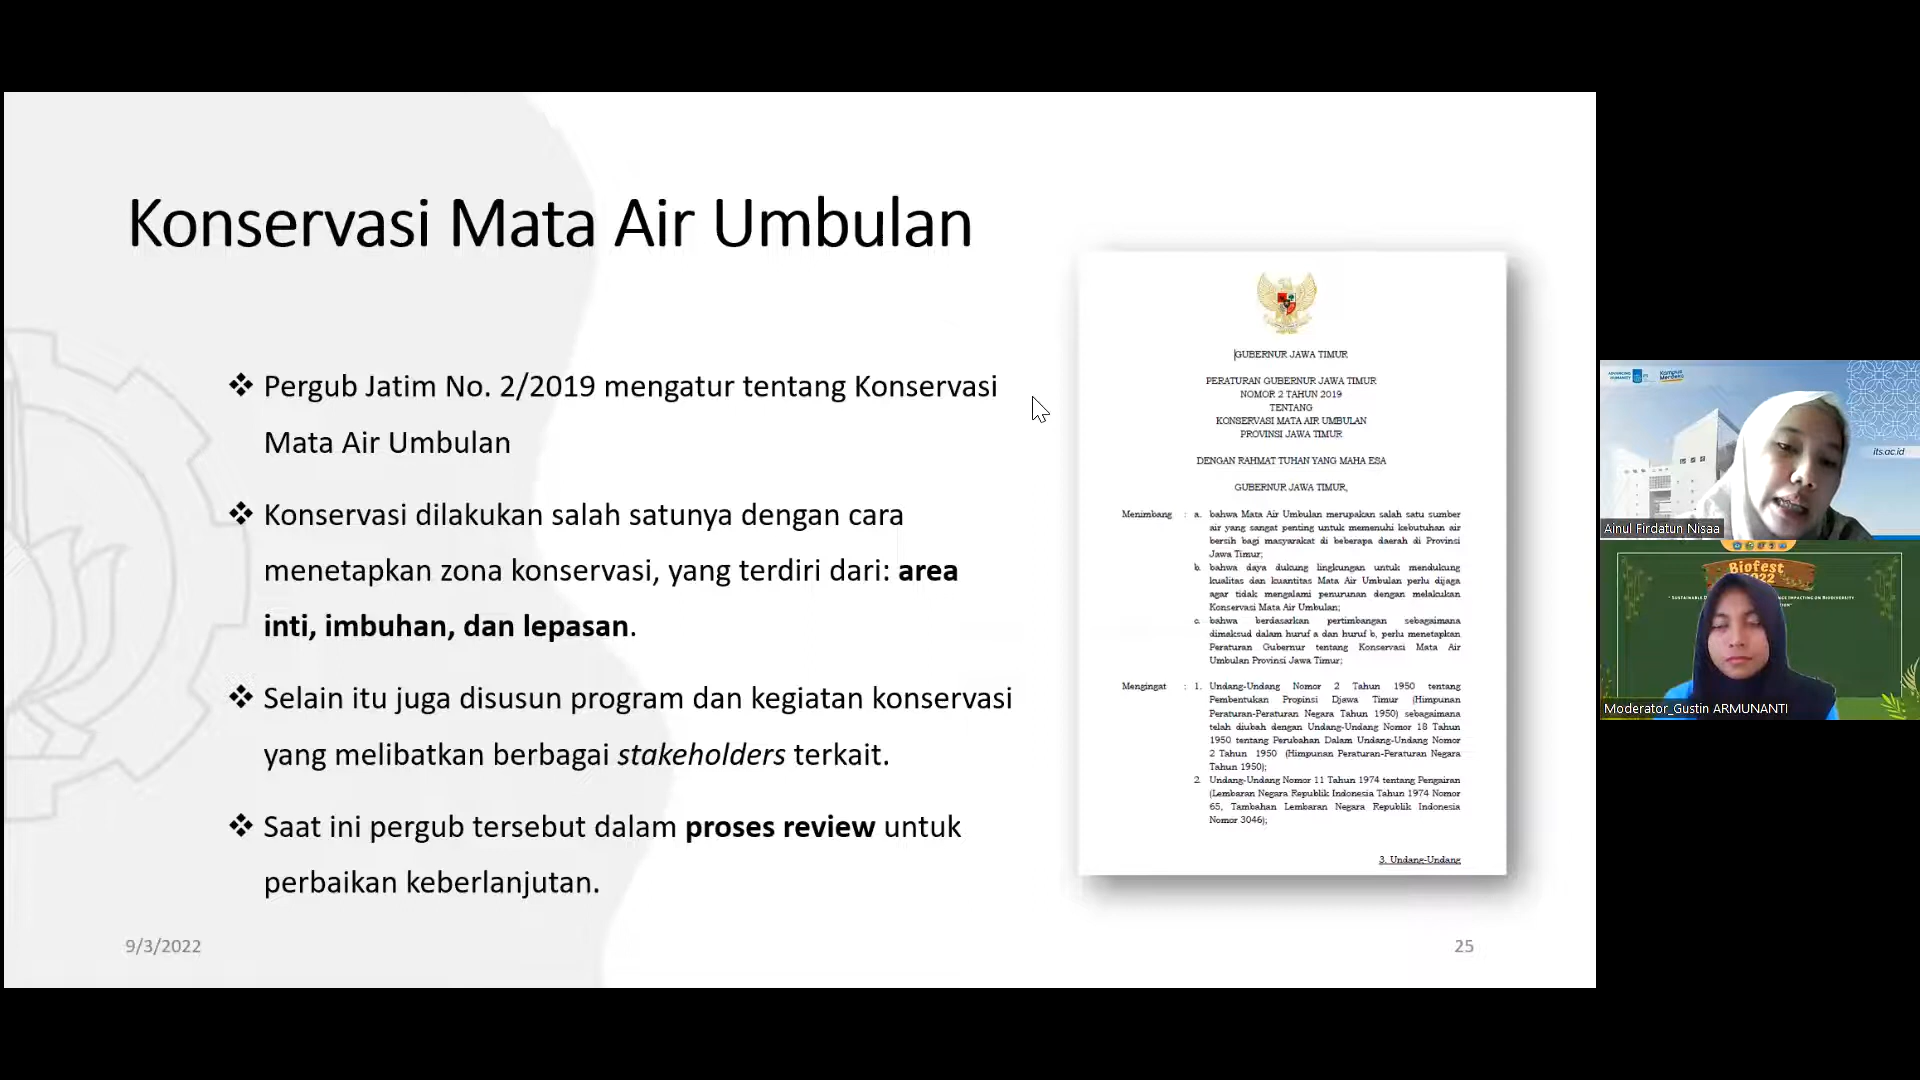 Konservasi Mata Air Umbulan
❖ Pergub Jatim No. 2/2019 mengatur tentang Konservasi
Mata Air Umbulan
❖ Konservasi dilakukan salah satunya dengan cara
menetapkan zona konservasi, yang terdiri dari: area
inti, imbuhan, dan lepasan.
❖ Selain itu juga disusun program dan kegiatan konservasi
yang melibatkan berbagai stakeholders terkait.
❖ Saat ini pergub tersebut dalam proses review untuk
perbaikan keberlanjutan.
9/3/2022
25
GUBERNUR JAWA TIMUR
PERATURAN GUBERNUR JAWA TIMUR
NOMOR 2 TAHUN 2019
TENTANG
KONSERVASI MATA AIR UMBULAN
PROVINSI JAWA TIMUR
DENGAN RAHMAT TUHAN YANG MAHA ESA
GUBERNUR JAWA TIMUR,
Menimbang : a. bahwa Mata Air Umbulan merupakan salah satu sumber
air yang sangat penting untuk memenuhi kebutuhan air
bersih bagi masyarakat di beberapa daerah di Provinsi
Jawa Timur;
b. bahwa daya dukung lingkungan untuk mendukung
kualitas dan kuantitas Mata Air Umbulan perlu dijaga
agar tidak mengalami penurunan dengan melakukan
Konservasi Mata Air Umbulan;
c. bahwa berdasarkan pertimbangan sebagaimana
dimaksud dalam huruf a dan huruf b, perlu menetapkan
Peraturan Gubernur tentang Konservasi Mata Air
Umbulan Provinsi Jawa Timur;
Mengingat : 1. Undang-Undang Nomor 2 Tahun 1950 tentang
Pembentukan Propinsi Djawa Timur (Himpunan
Peraturan-Peraturan Negara Tahun 1950) sebagaimana
telah diubah dengan Undang-Undang Nomor 18 Tahun
1950 tentang Perubahan Dalam Undang-Undang Nomor
2 Tahun 1950 (Himpunan Peraturan-Peraturan Negara
Tahun 1950);
2. Undang-Undang Nomor 11 Tahun 1974 tentang Pengairan
(Lembaran Negara Republik Indonesia Tahun 1974 Nomor
65, Tambahan Lembaran Negara Republik Indonesia
Nomor 3046);
3. Undang-Undang
ADVANCING HUMANITY
Kampus Merdeka
its.ac.id
Ainul Firdatun Nisaa
Biofest
Moderator_Gustin ARMUNANTI